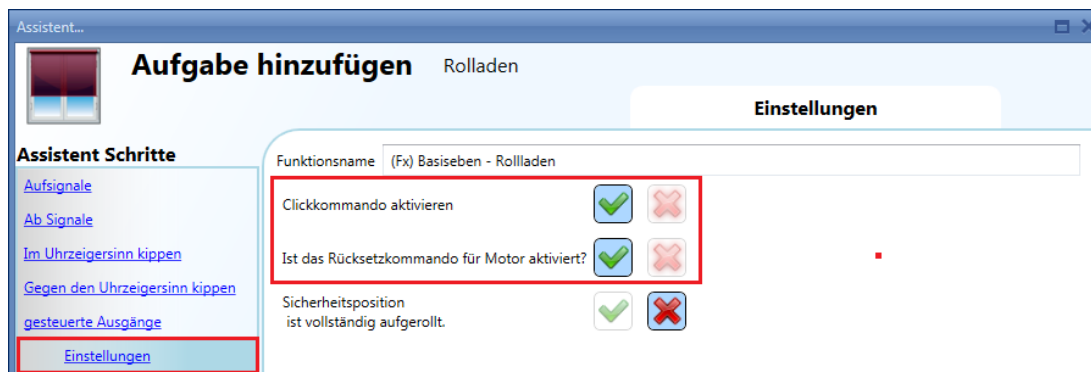 Assistent...
Aufgabe hinzufügen Rolladen
Einstellungen
Assistent Schritte
Aufsignale
Ab Signale
Im Uhrzeigersinn kippen
Gegen den Uhrzeigersinn kippen
gesteuerte Ausgänge
Einstellungen
Funktionsname (Fx) Basiseben - Rollladen
Clickkommando aktivieren
Ist das Rücksetzkommando für Motor aktiviert?
Sicherheitsposition
ist vollständig aufgerollt.